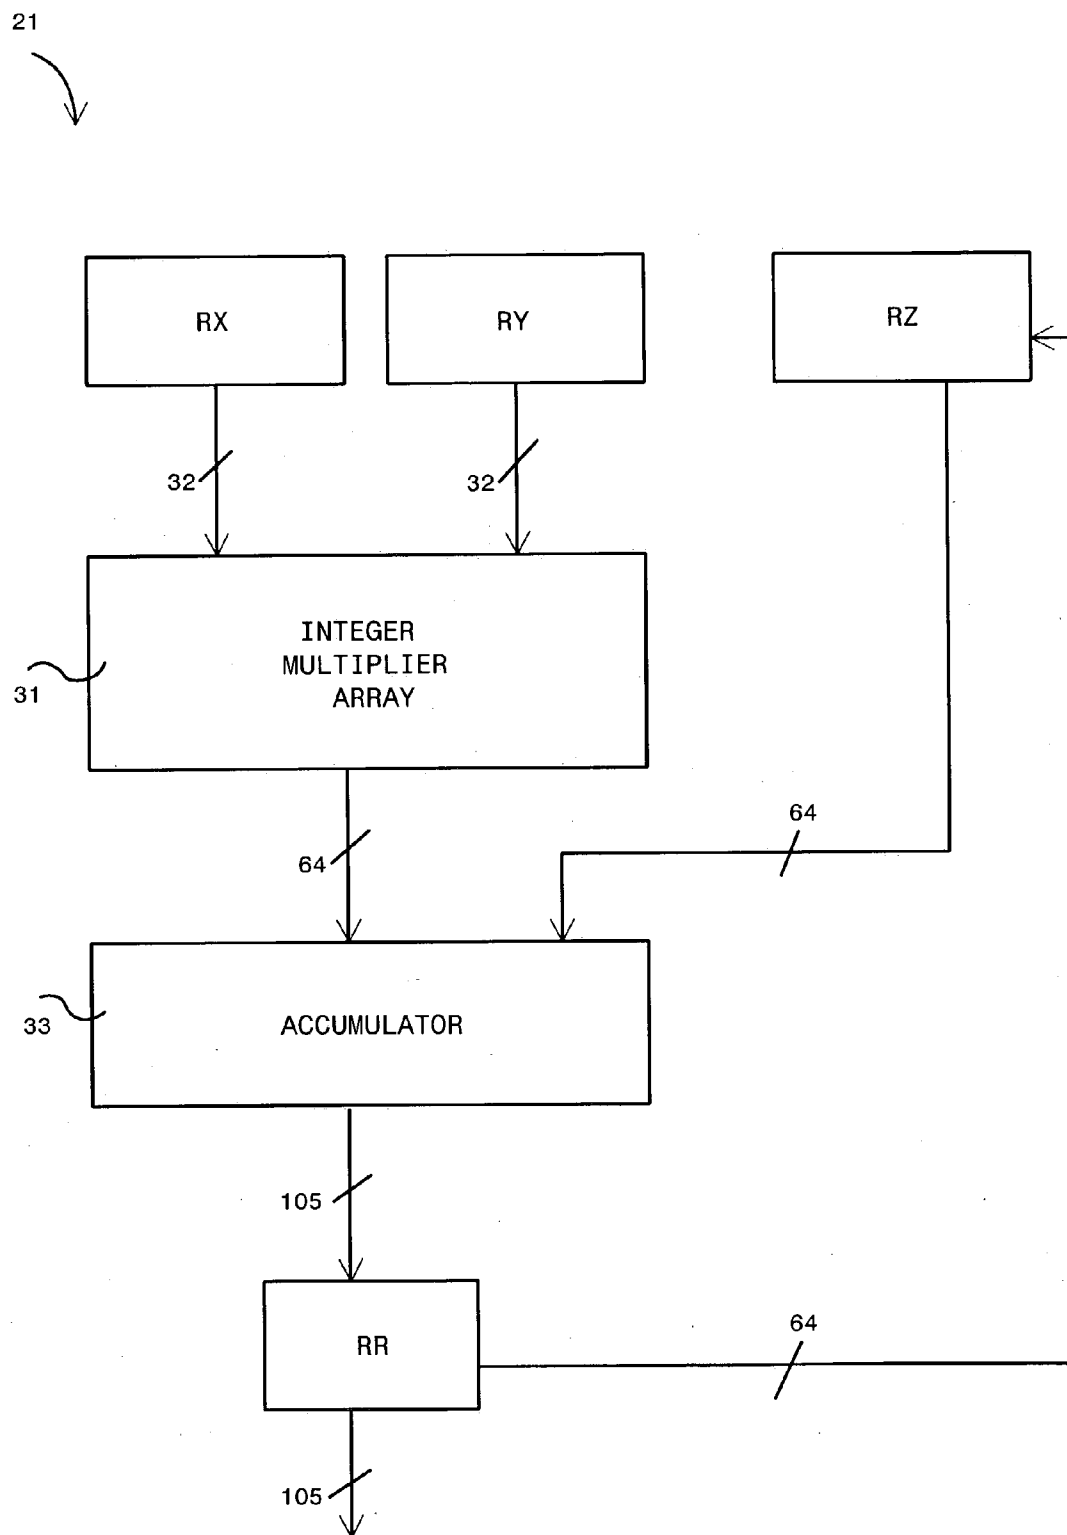 21
RX
RY
RZ
32
32
INTEGER
MULTIPLIER
ARRAY
31
64
64
33
ACCUMULATOR
105
RR
64
105